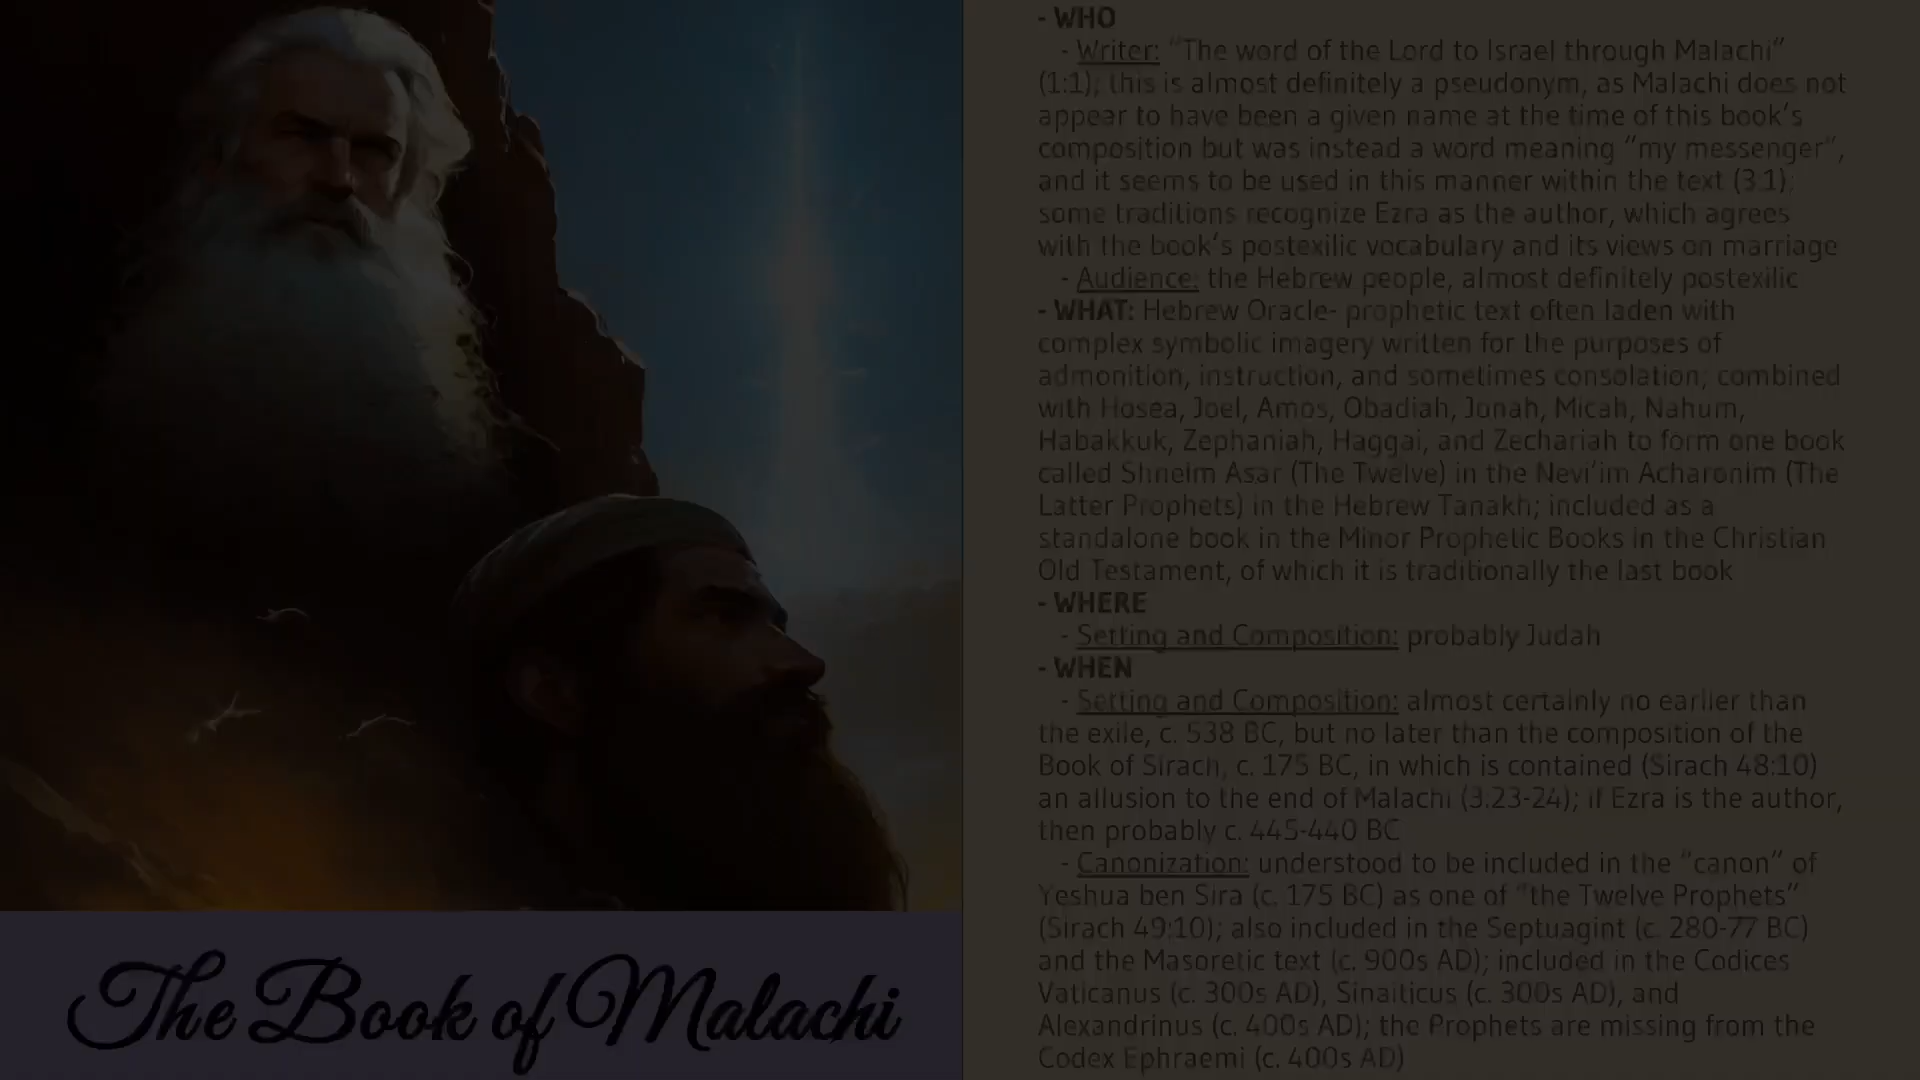 - WHO
- Writer: “The word of the Lord to Israel through Malachi”
(1:1); this is almost definitely a pseudonym, as Malachi does not
appear to have been a given name at the time of this book’s
composition but was instead a word meaning “my messenger”,
and it seems to be used in this manner within the text (3.1);
some traditions recognize Ezra as the author, which agrees
with the book’s postexilic vocabulary and its views on marriage
- Audience: the Hebrew people, almost definitely postexilic
- WHAT: Hebrew Oracle- prophetic text often laden with
complex symbolic imagery written for the purposes of
admonition, instruction, and sometimes consolation; combined
with Hosea, Joel, Amos, Obadiah, Jonah, Micah, Nahum,
Habakkuk, Zephaniah, Haggai, and Zechariah to form one book
called Shneim Asar (The Twelve) in the Nevi’im Acharonim (The
Latter Prophets) in the Hebrew Tanakh; included as a
standalone book in the Minor Prophetic Books in the Christian
Old Testament, of which it is traditionally the last book
- WHERE
- Setting and Composition: probably Judah
- WHEN
- Setting and Composition: almost certainly no earlier than
the exile, c. 538 BC, but no later than the composition of the
Book of Sirach, c. 175 BC, in which is contained (Sirach 48:10)
an allusion to the end of Malachi (3.23-24); if Ezra is the author,
then probably c. 445-440 BC
- Canonization: understood to be included in the “canon” of
Yeshua ben Sira (c. 175 BC) as one of “the Twelve Prophets”
(Sirach 49:10); also included in the Septuagint (c. 280-77 BC)
and the Masoretic text (c. 900s AD); included in the Codices
Vaticanus (c. 300s AD), Sinaiticus (c. 300s AD), and
Alexandrinus (c. 400s AD); the Prophets are missing from the
Codex Ephraemi (c. 400s AD)
The Book of Malachi